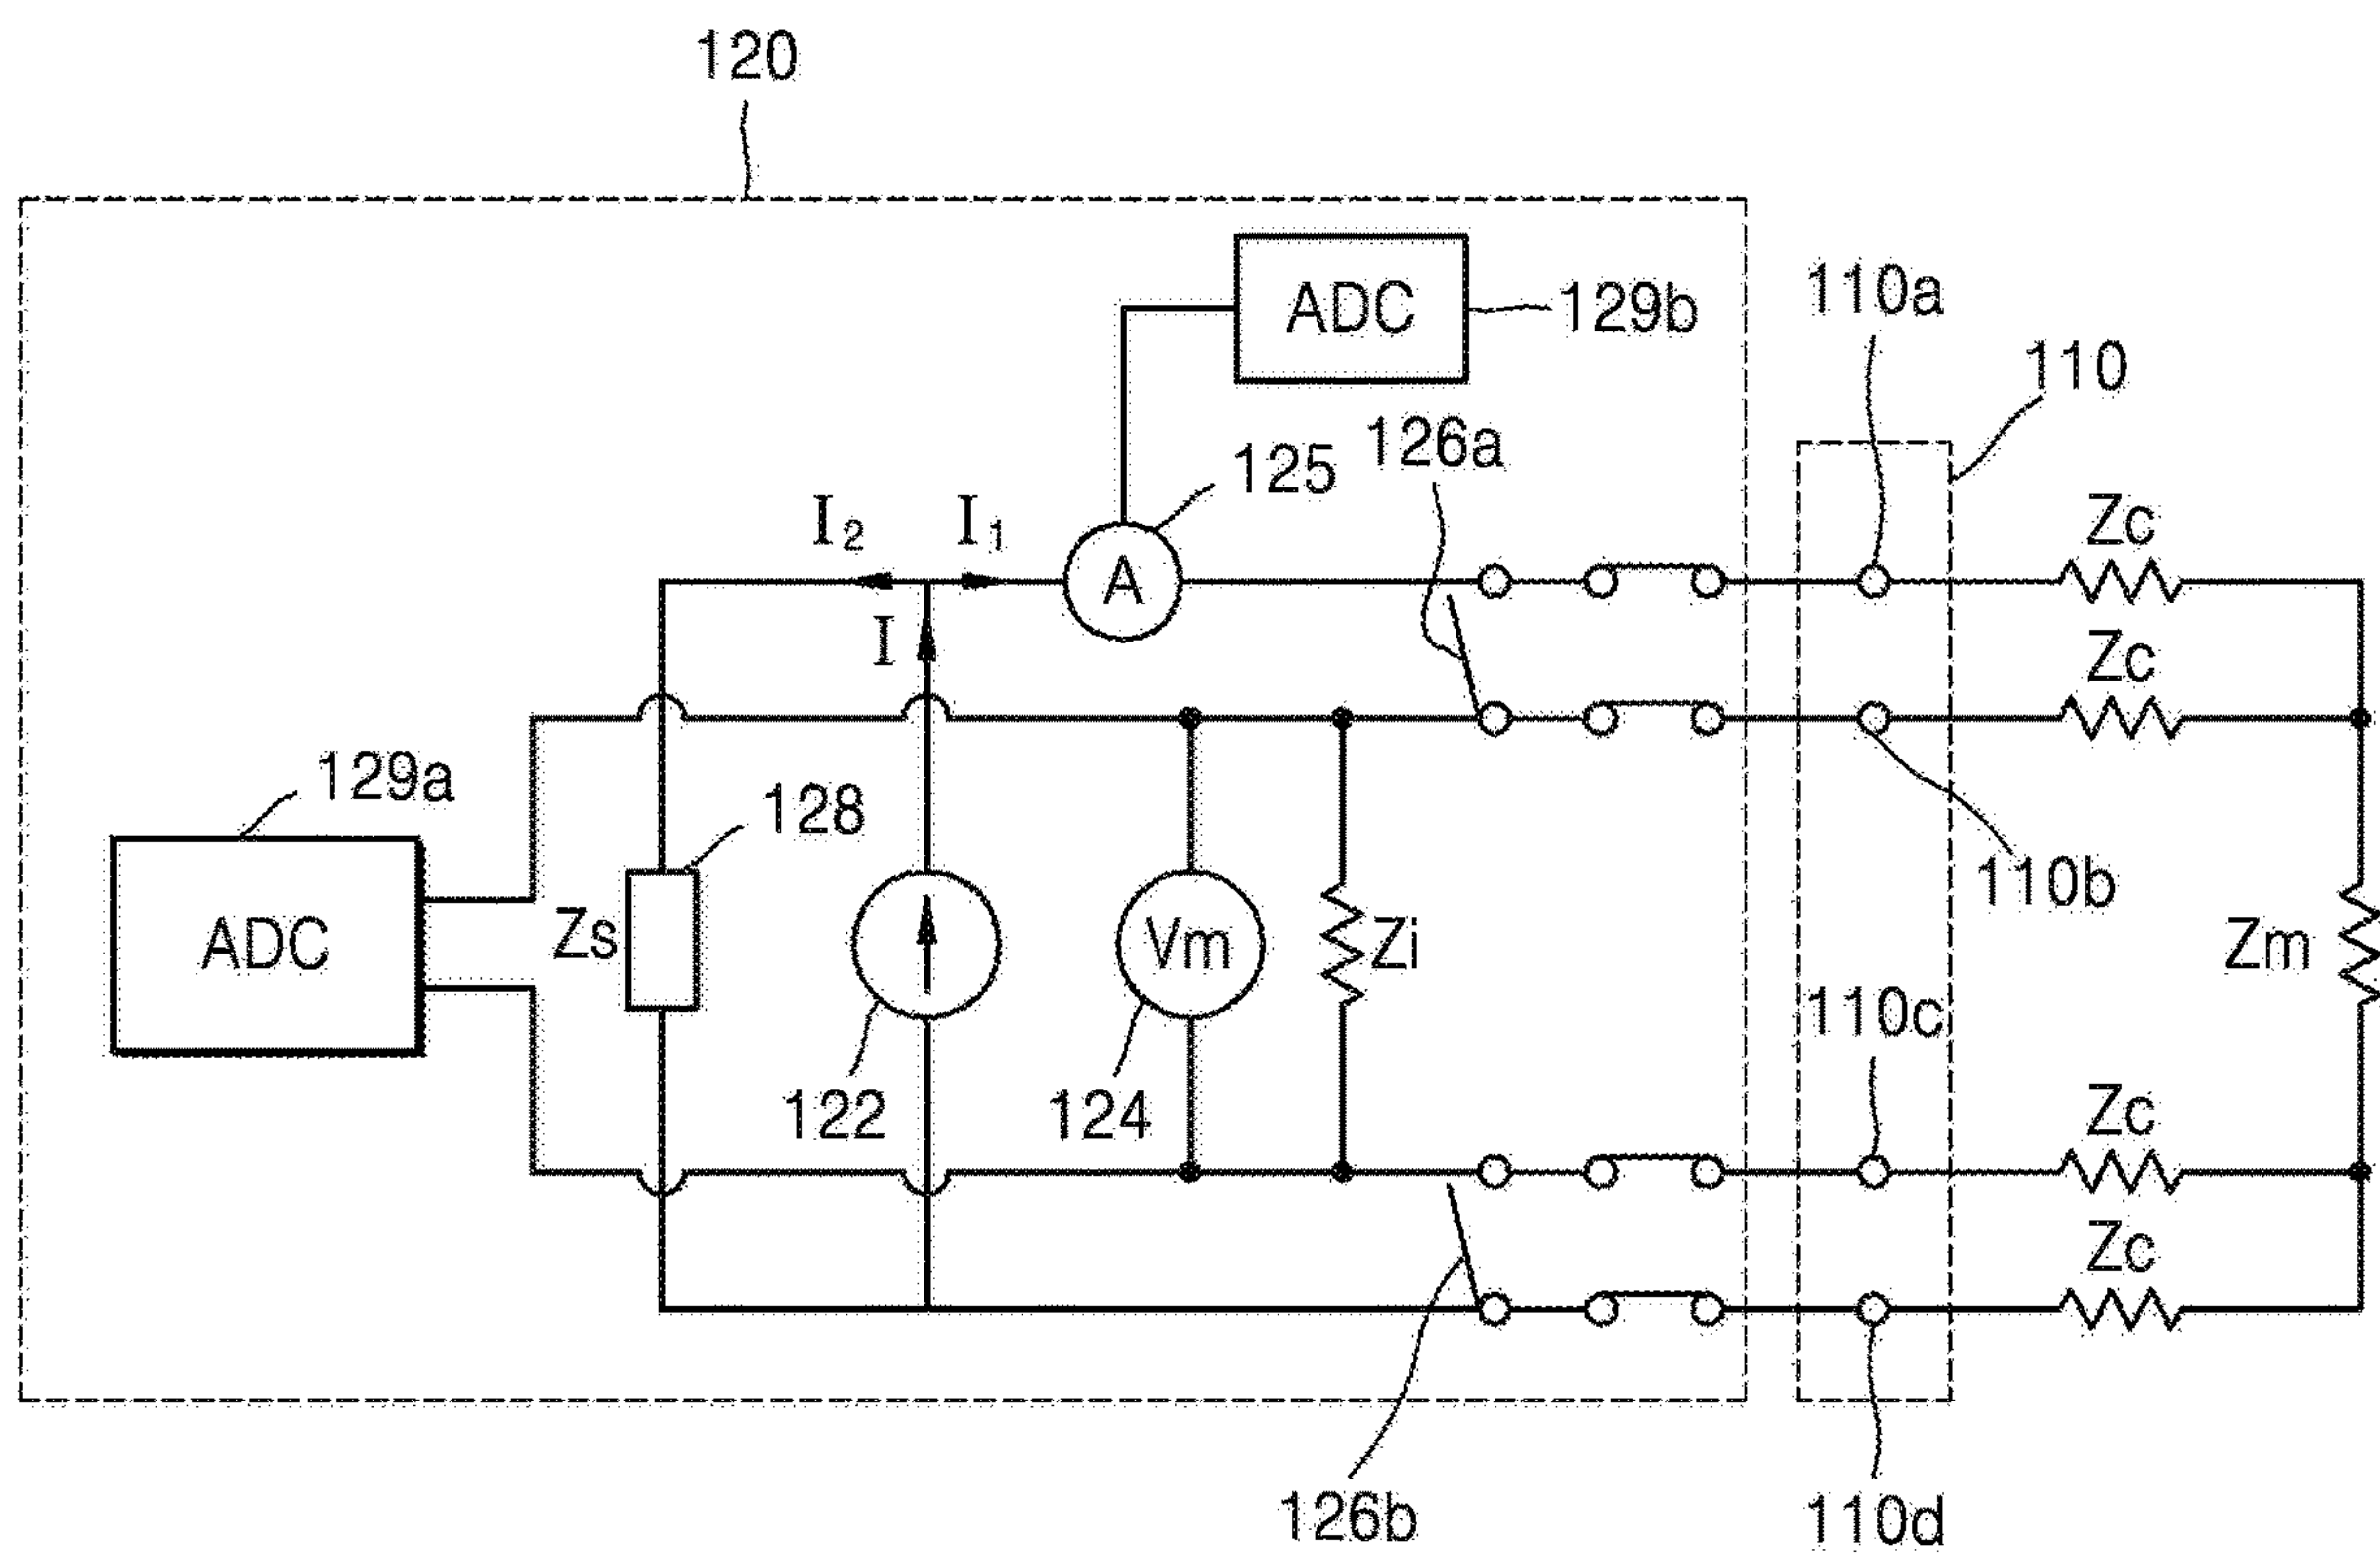 120
ADC
129b
110a
110
126a
125
I₂
I₁
A
Zc
I
Zc
129a
128
110b
ADC
Zs
Vm
Zi
Zm
110c
122
124
Zc
Zc
126b
110d